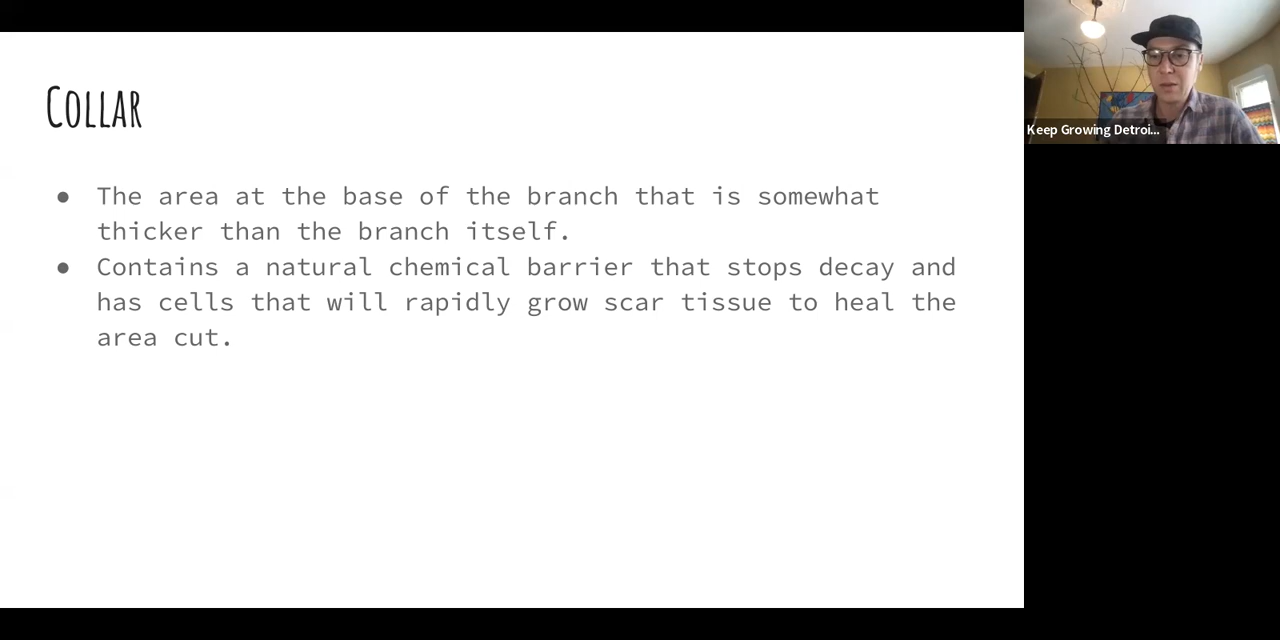 Collar
● The area at the base of the branch that is somewhat
thicker than the branch itself.
● Contains a natural chemical barrier that stops decay and
has cells that will rapidly grow scar tissue to heal the
area cut.
Keep Growing Detroi...